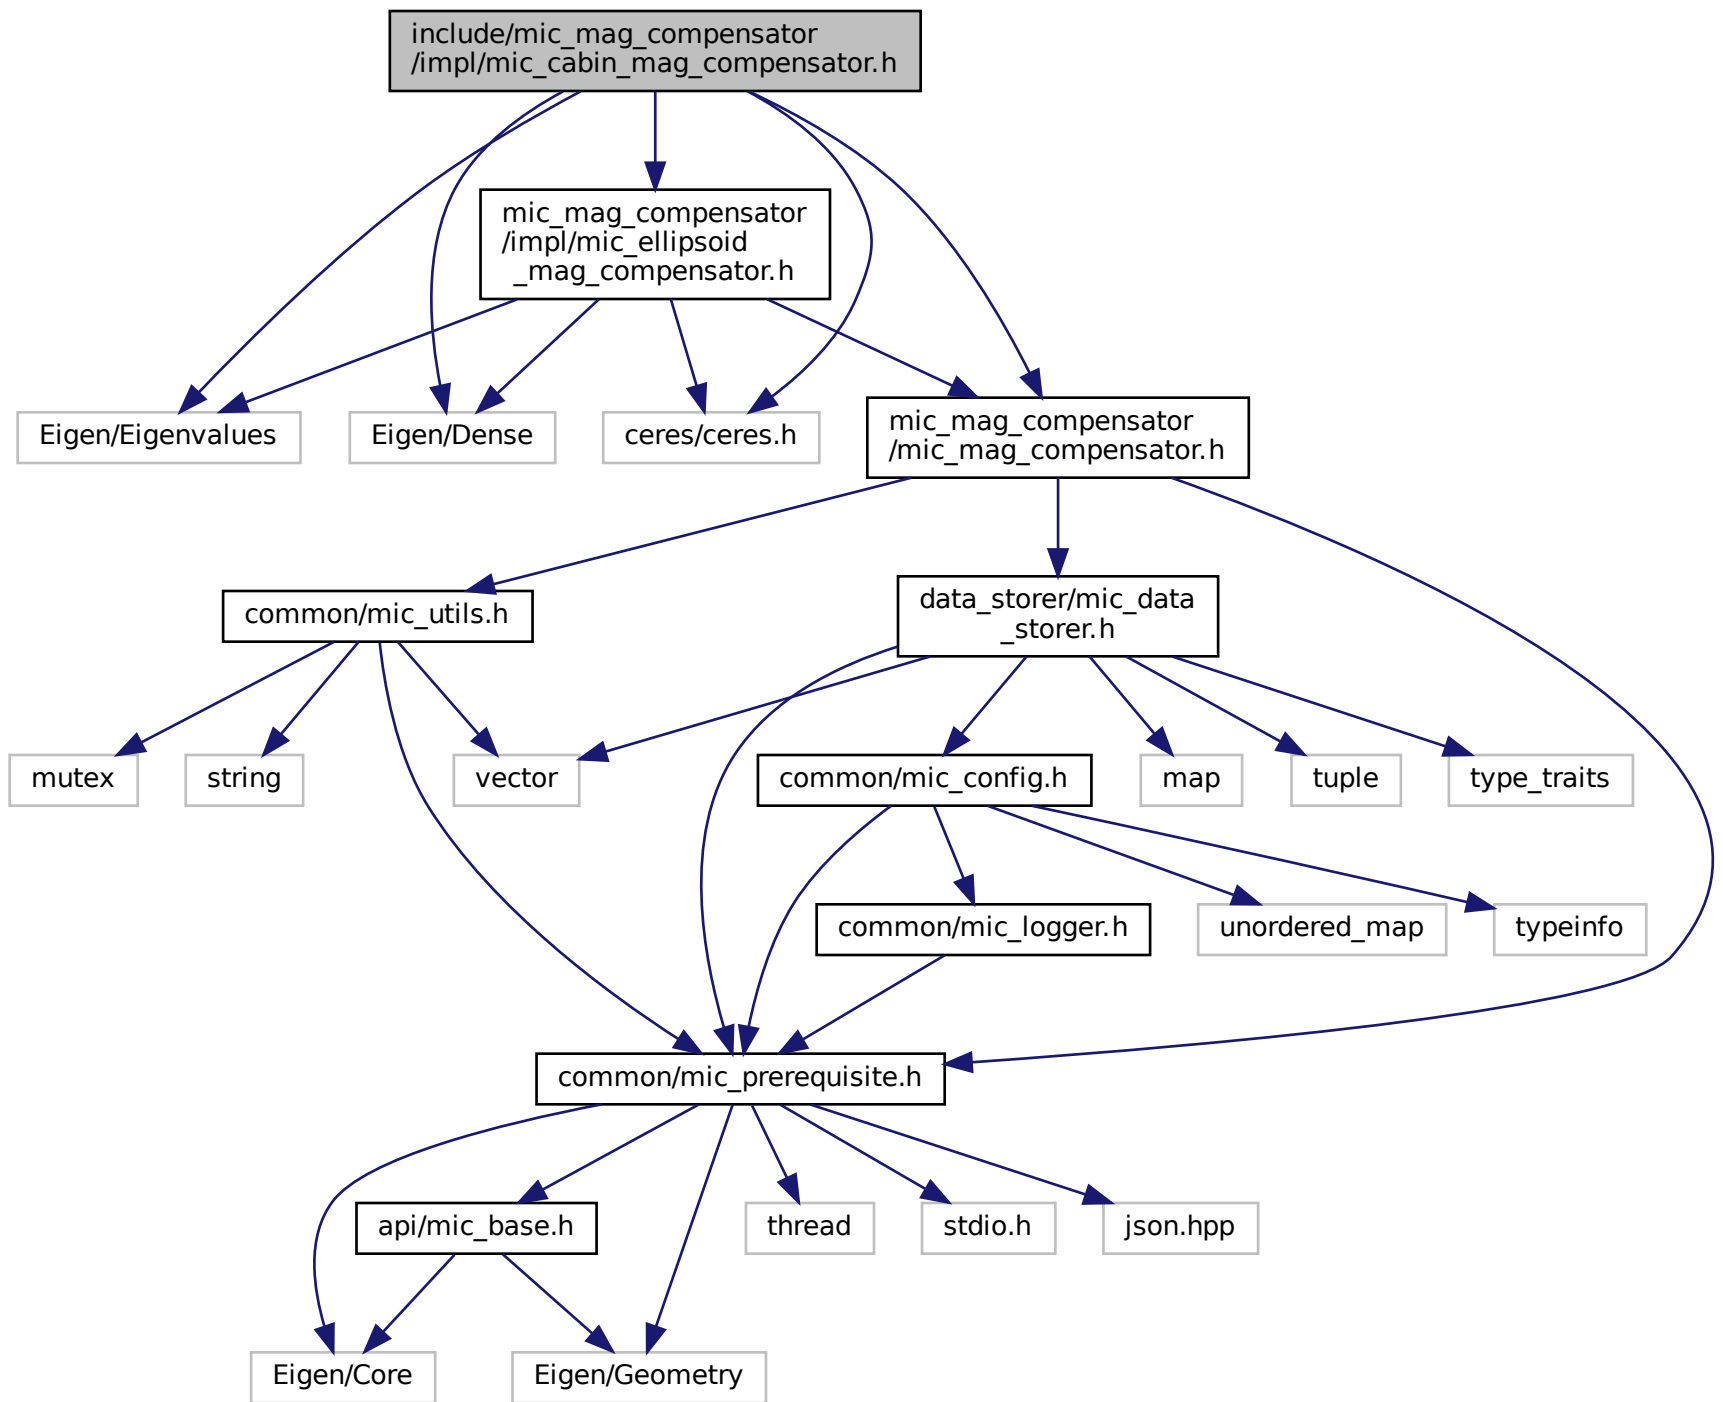 include/mic_mag_compensator
/impl/mic_cabin_mag_compensator.h
mic_mag_compensator
/impl/mic_ellipsoid
_mag_compensator.h
Eigen/Eigenvalues
Eigen/Dense
ceres/ceres.h
mic_mag_compensator
/mic_mag_compensator.h
common/mic_utils.h
data_storer/mic_data
_storer.h
mutex
string
vector
common/mic_config.h
map
tuple
type_traits
common/mic_logger.h
unordered_map
typeinfo
common/mic_prerequisite.h
api/mic_base.h
thread
stdio.h
json.hpp
Eigen/Core
Eigen/Geometry